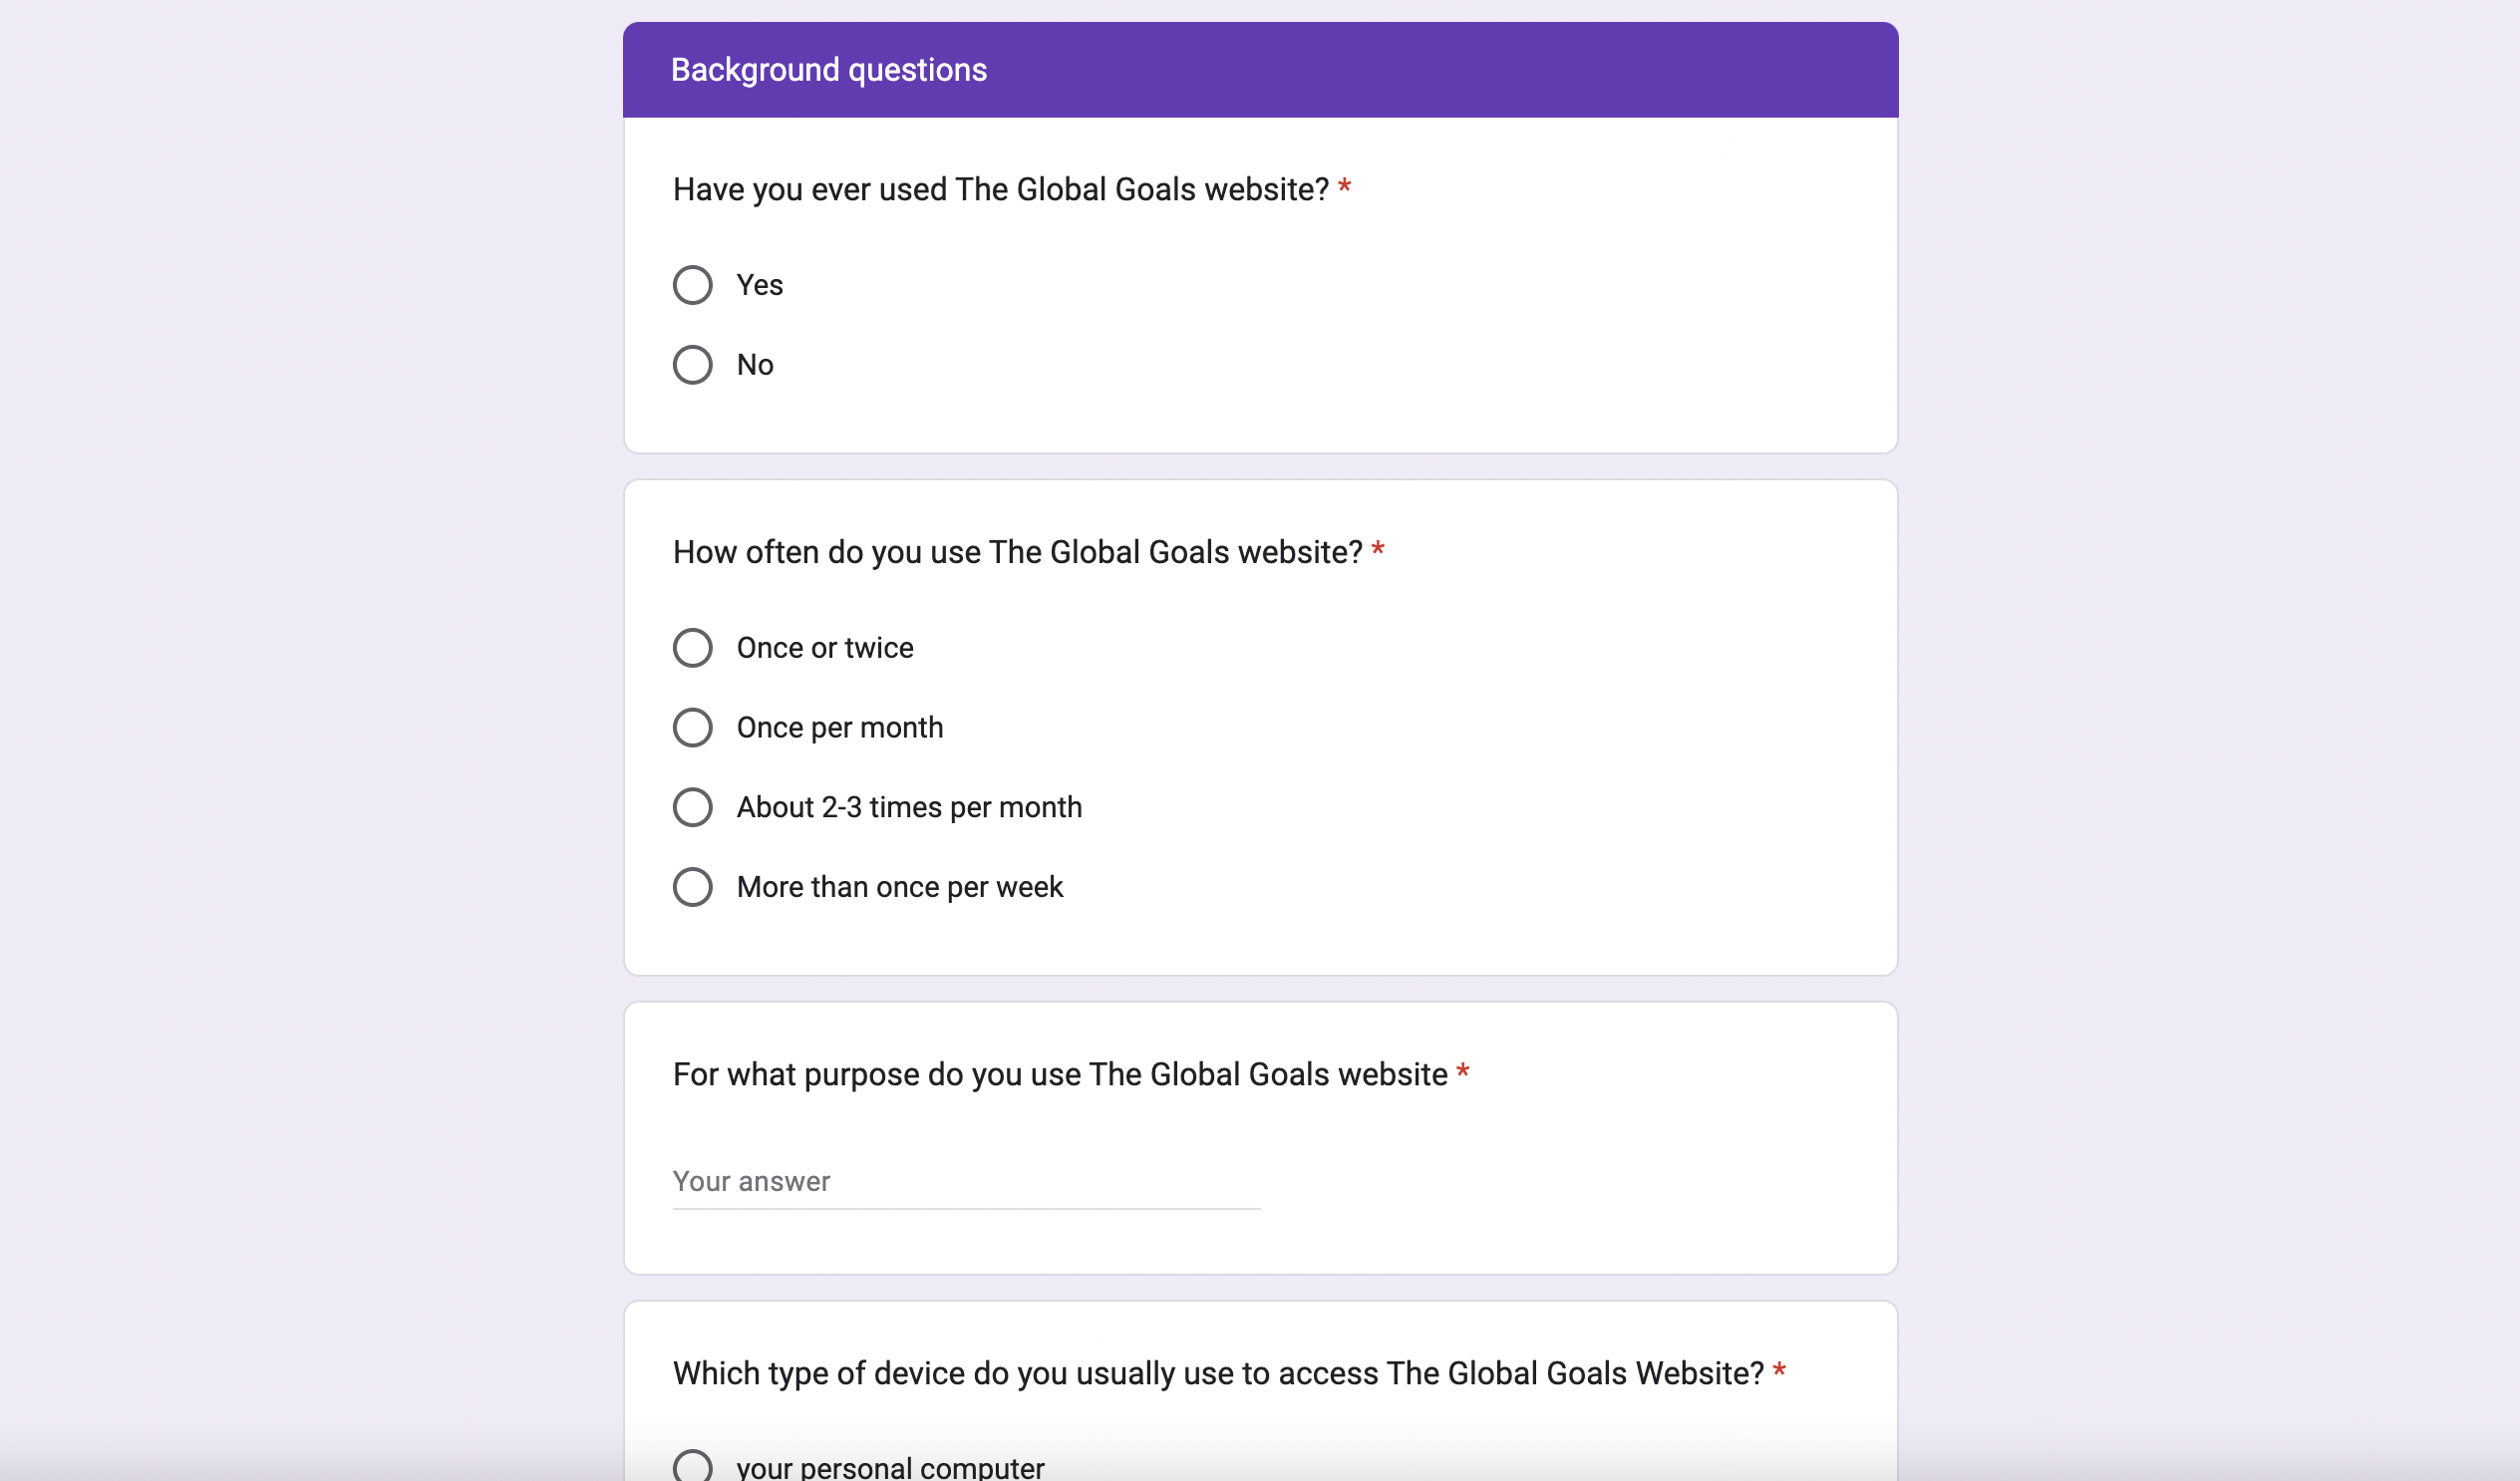 Background questions
Have you ever used The Global Goals website? *
Yes
No
How often do you use The Global Goals website? *
Once or twice
Once per month
About 2-3 times per month
More than once per week
For what purpose do you use The Global Goals website *
Your answer
Which type of device do you usually use to access The Global Goals Website? *
your personal computer